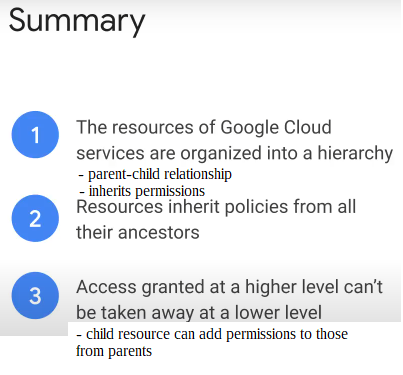 Summary
1
The resources of Google Cloud
services are organized into a hierarchy
- parent-child relationship
- inherits permissions
2
Resources inherit policies from all
their ancestors
3
Access granted at a higher level can't
be taken away at a lower level
- child resource can add permissions to those
from parents